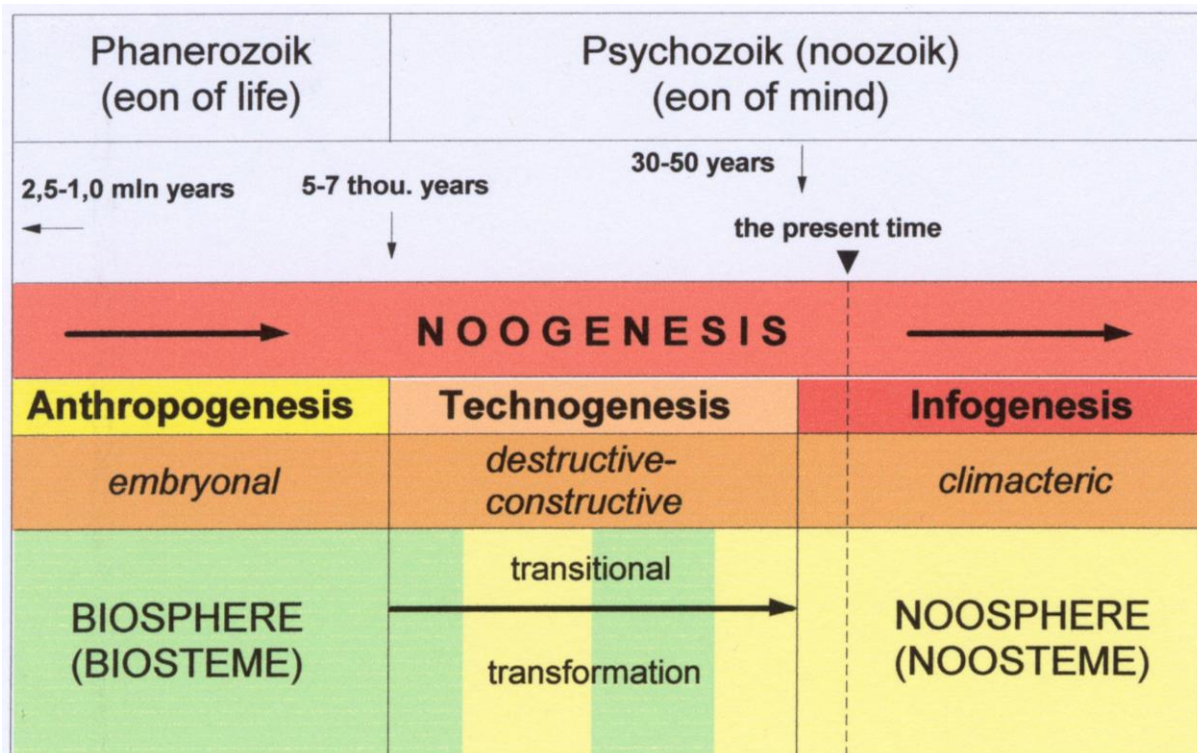 Phanerozoik
(eon of life)
Psychozoik (noozoik)
(eon of mind)
2,5-1,0 mln years
5-7 thou. years
30-50 years
the present time
NOOGENESIS
Anthropogenesis
Technogenesis
Infogenesis
embryonal
destructive-
constructive
climacteric
BIOSPHERE
(BIOSTEME)
transitional
transformation
NOOSPHERE
(NOOSTEME)